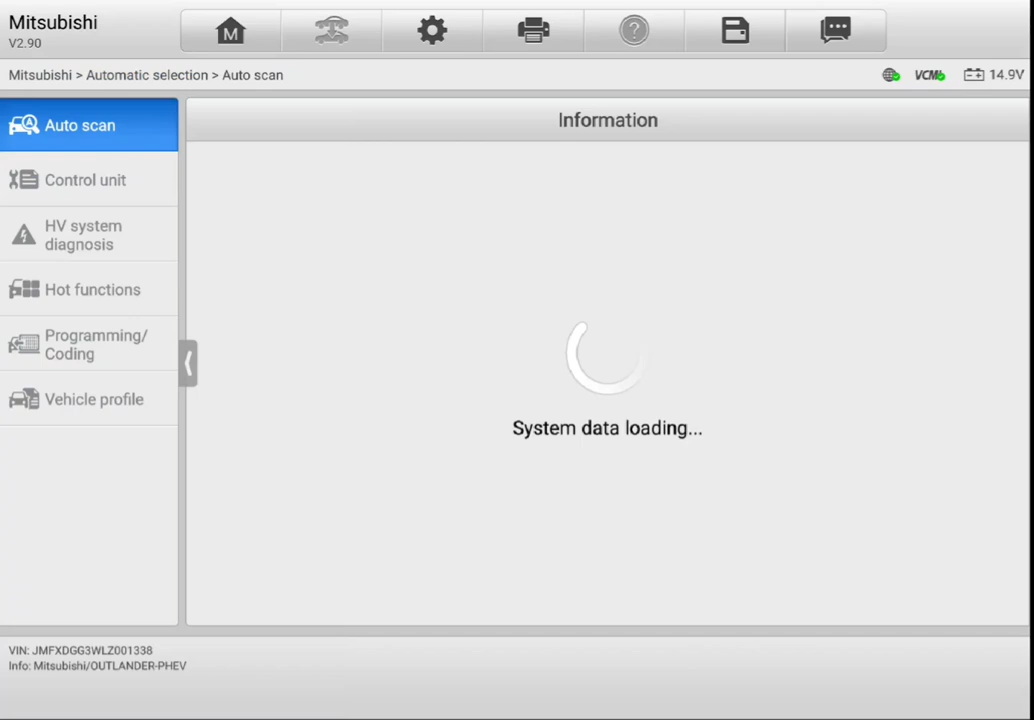 Mitsubishi
V2.90
M
?
Mitsubishi > Automatic selection > Auto scan
VCMI
14.9V
Auto scan
Information
Control unit
HV system
diagnosis
Hot functions
Programming/
Coding
Vehicle profile
System data loading...
VIN: JMFXDGG3WLZ001338
Info: Mitsubishi/OUTLANDER-PHEV